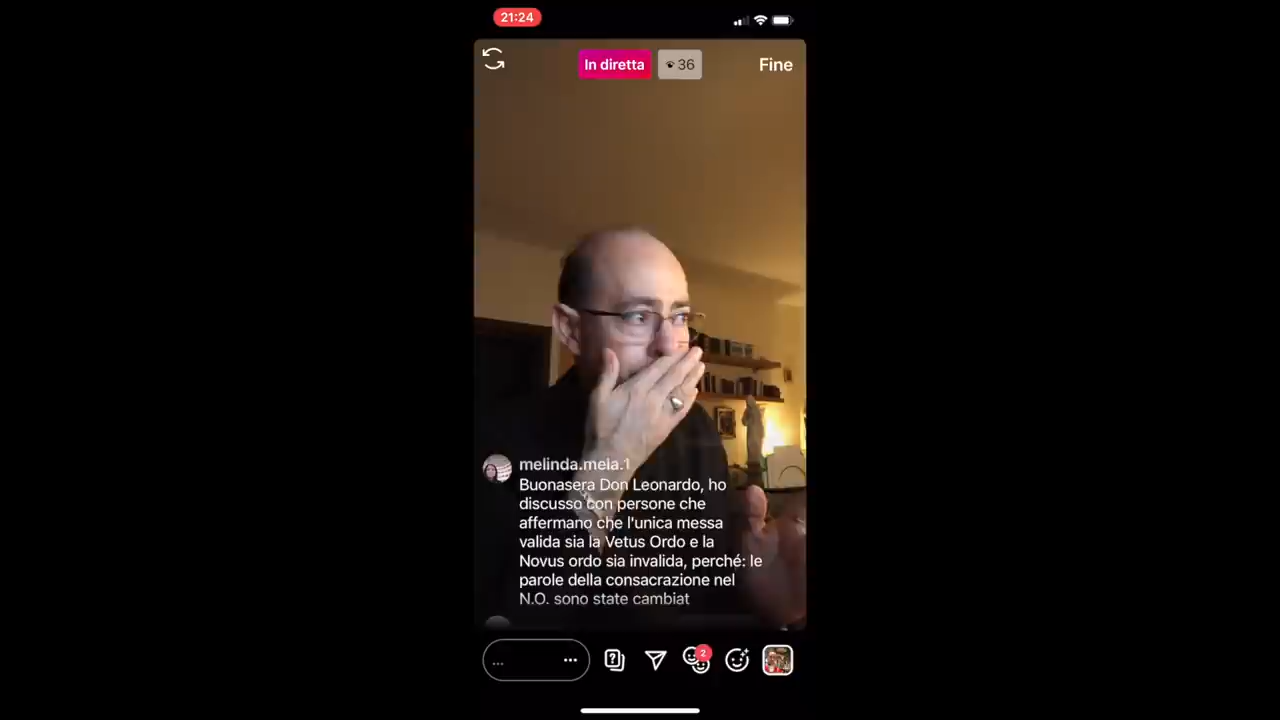 21:24
In diretta
36
Fine
melinda.mela.1
Buonasera Don Leonardo, ho
discusso con persone che
affermano che l'unica messa
valida sia la Vetus Ordo e la
Novus ordo sia invalida, perché: le
parole della consacrazione nel
N.O. sono state cambiat
...
2